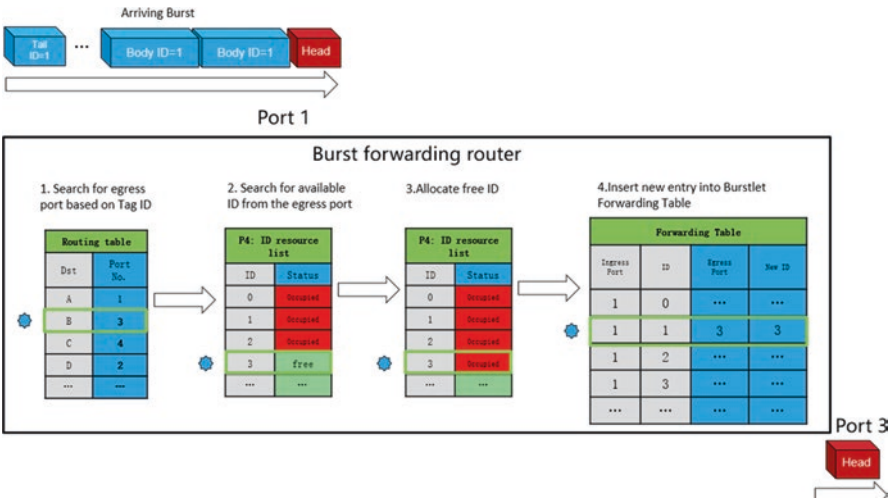 Arriving Burst
Tail
ID=1
...
Body ID=1
Body ID=1
Head
Port 1
Burst forwarding router
1. Search for egress
port based on Tag ID
2. Search for available
ID from the egress port
3.Allocate free ID
4.Insert new entry into Burstlet
Forwarding Table
Routing table
Dst Port No.
A 1
B 3
C 4
D 2
... ...
P4: ID resource
list
ID Status
0 Occupied
1 Occupied
2 Occupied
3 free
... ...
P4: ID resource
list
ID Status
0 Occupied
1 Occupied
2 Occupied
3 Occupied
... ...
Forwarding Table
Ingress Port ID Egress Port New ID
1 0 ... ...
1 1 3 3
1 2 ... ...
1 3 ... ...
... ... ... ...
Port 3
Head